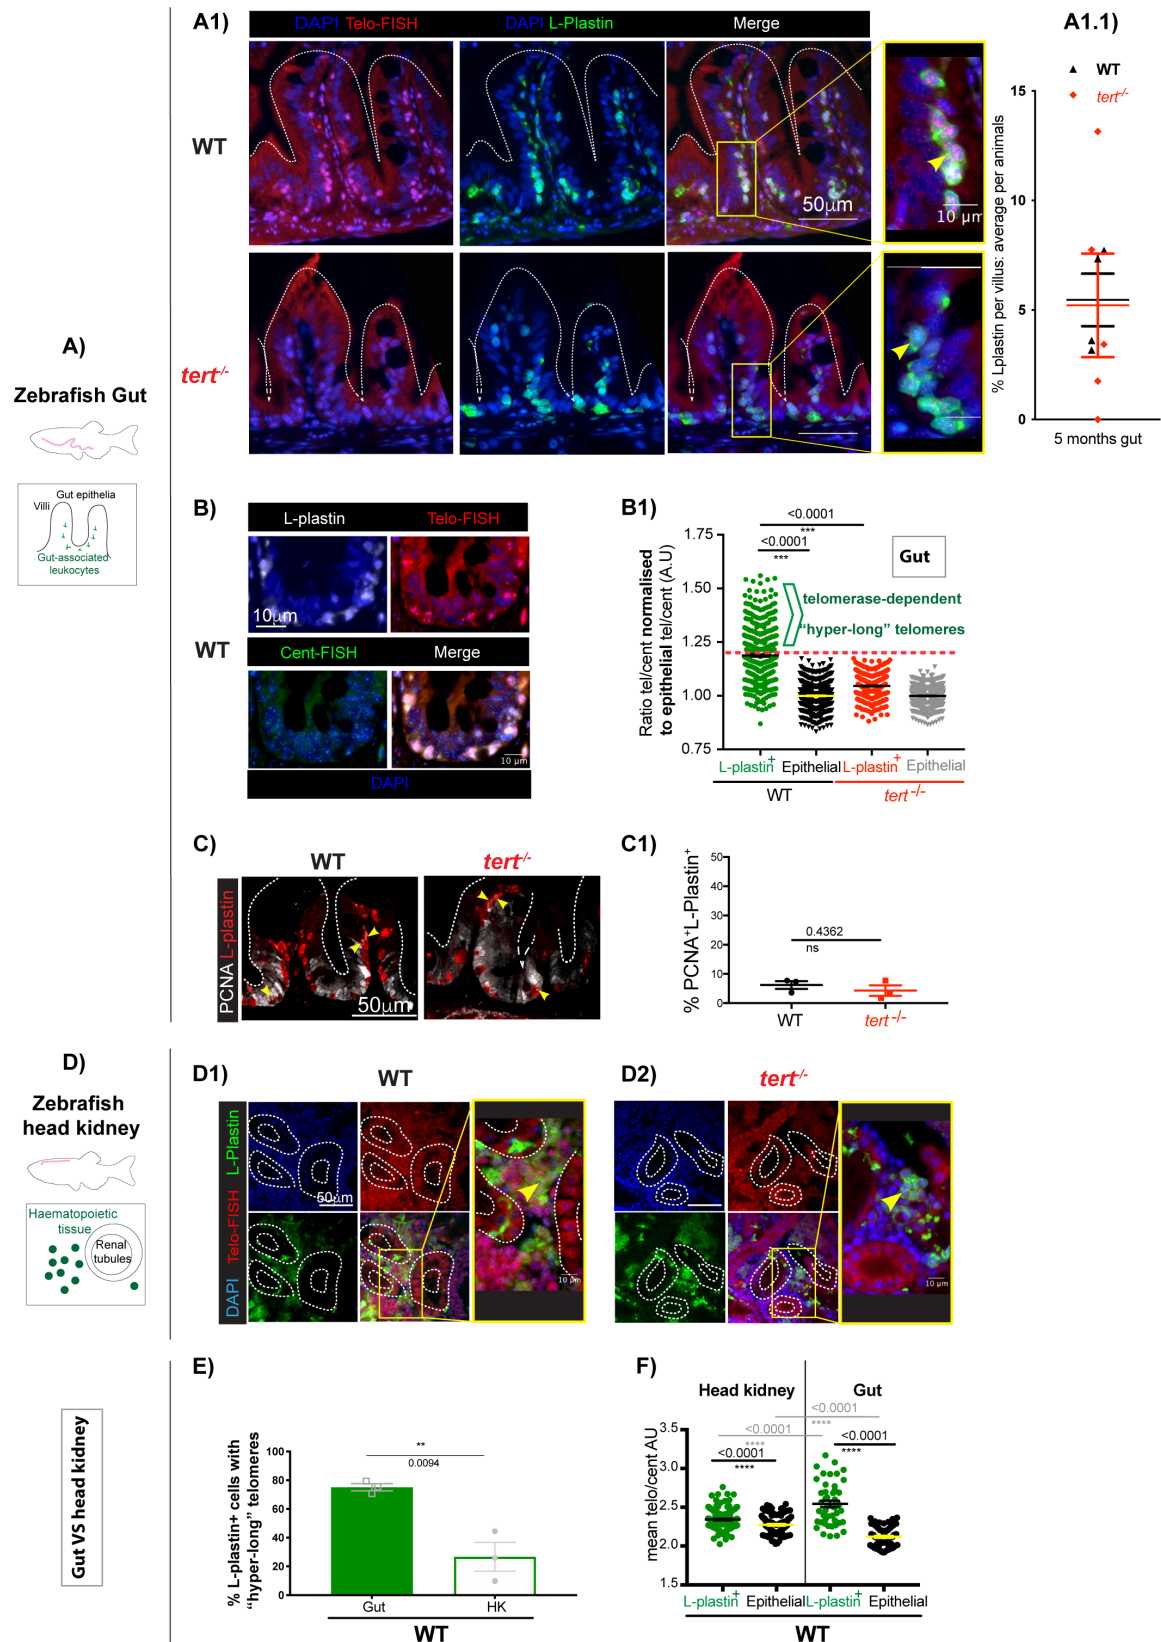 A1)
DAPI Telo-FISH
DAPI L-Plastin
Merge
A1.1)
WT
tert-/-
15
10
5
0
% Lplastin per villus: average per animals
5 months gut
WT
50µm
10 µm
tert-/-
A)
Zebrafish Gut
Gut epithelia
Villi
Gut-associated
leukocytes
B)
L-plastin
Telo-FISH
10µm
WT
Cent-FISH
Merge
10 µm
DAPI
B1)
<0.0001
***
<0.0001
***
Gut
telomerase-dependent
“hyper-long” telomeres
Ratio tel/cent normalised
to epithelial tel/cent (A.U)
1.75
1.50
1.25
1.00
0.75
L-plastin+
Epithelial
L-plastin+
Epithelial
WT
tert-/-
C)
WT
tert-/-
PCNA L-plastin
50µm
C1)
% PCNA+L-Plastin+
50
40
30
20
10
0
0.4362
ns
WT
tert-/-
D)
Zebrafish
head kidney
Haematopoietic
tissue
Renal
tubules
D1)
WT
DAPI Telo-FISH L-Plastin
50µm
10 µm
D2)
tert-/-
10 µm
Gut VS head kidney
E)
% L-plastin+ cells with
“hyper-long” telomeres
100
80
60
40
20
0
**
0.0094
Gut
HK
WT
F)
Head kidney
Gut
<0.0001
****
<0.0001
****
<0.0001
****
<0.0001
****
mean telo/cent AU
3.5
3.0
2.5
2.0
1.5
L-plastin+
Epithelial
L-plastin+
Epithelial
WT